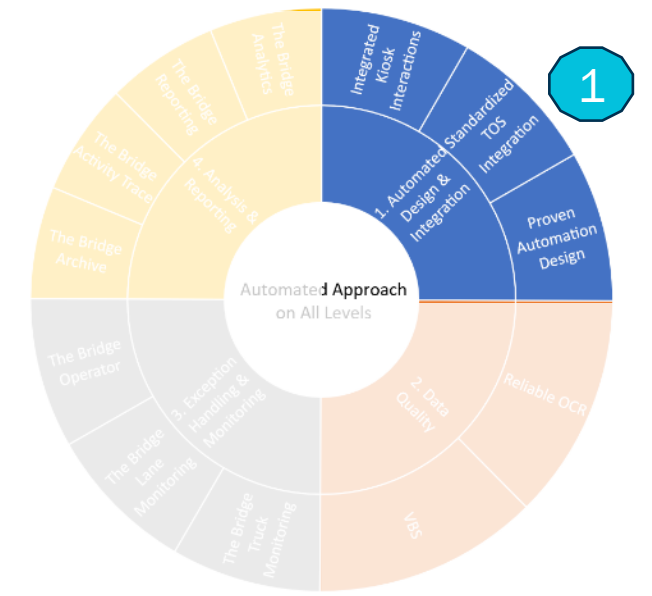 1
Integrated
Kiosk
Interactions
Standardized
TOS
Integration
Proven
Automation
Design
1. Automated
Design &
Integration
2. Data
Quality
Reliable OCR
VBS
3. Exception
Handling &
Monitoring
The Bridge
Truck
Monitoring
The Bridge
Lane
Monitoring
The Bridge
Operator
4. Analysis &
Reporting
The Bridge
Archive
The Bridge
Activity Trace
The Bridge
Reporting
The Bridge
Analytics
Automated Approach
on All Levels